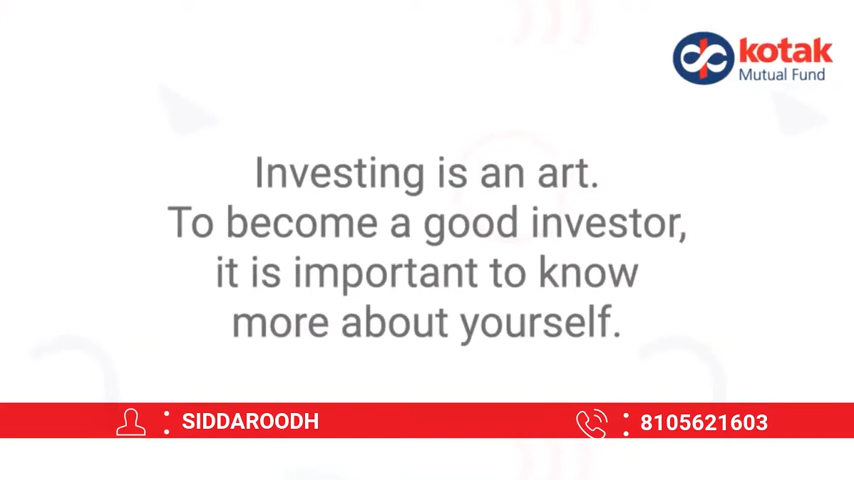 kotak
Mutual Fund
Investing is an art.
To become a good investor,
it is important to know
more about yourself.
: SIDDAROODH
: 8105621603